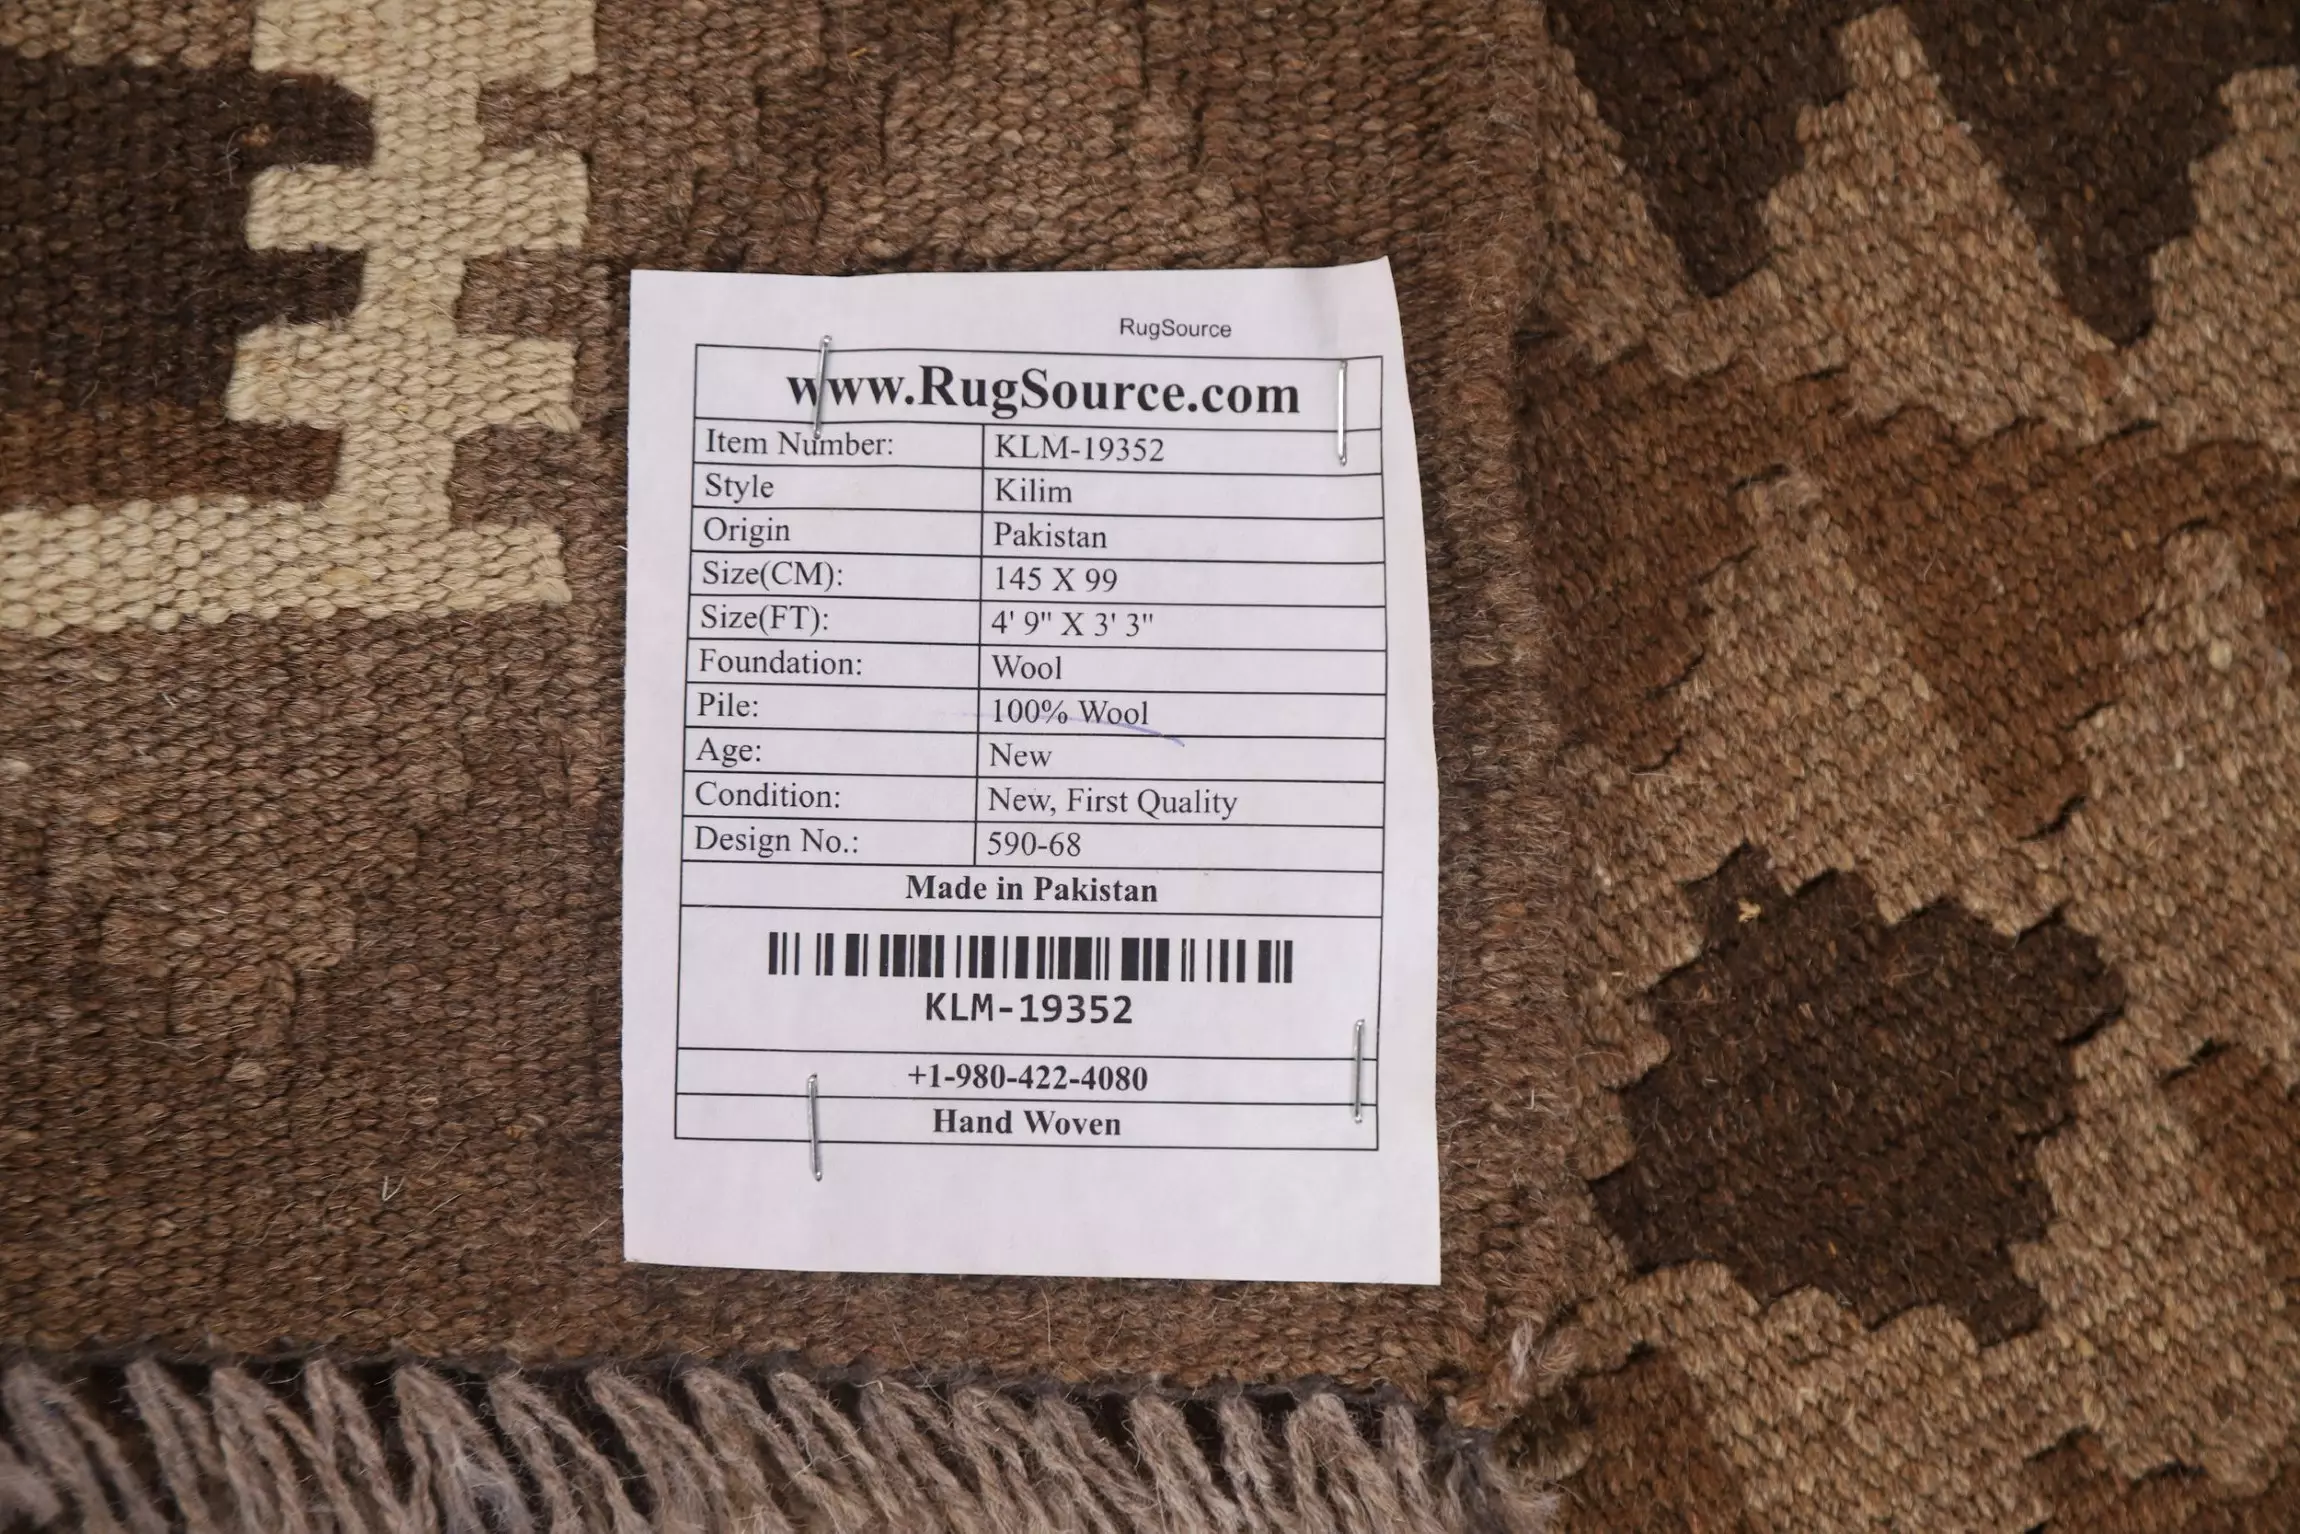 RugSource
www.RugSource.com
Item Number: KLM-19352
Style Kilim
Origin Pakistan
Size(CM): 145 X 99
Size(FT): 4' 9" X 3' 3"
Foundation: Wool
Pile: 100% Wool
Age: New
Condition: New, First Quality
Design No.: 590-68
Made in Pakistan
KLM-19352
+1-980-422-4080
Hand Woven